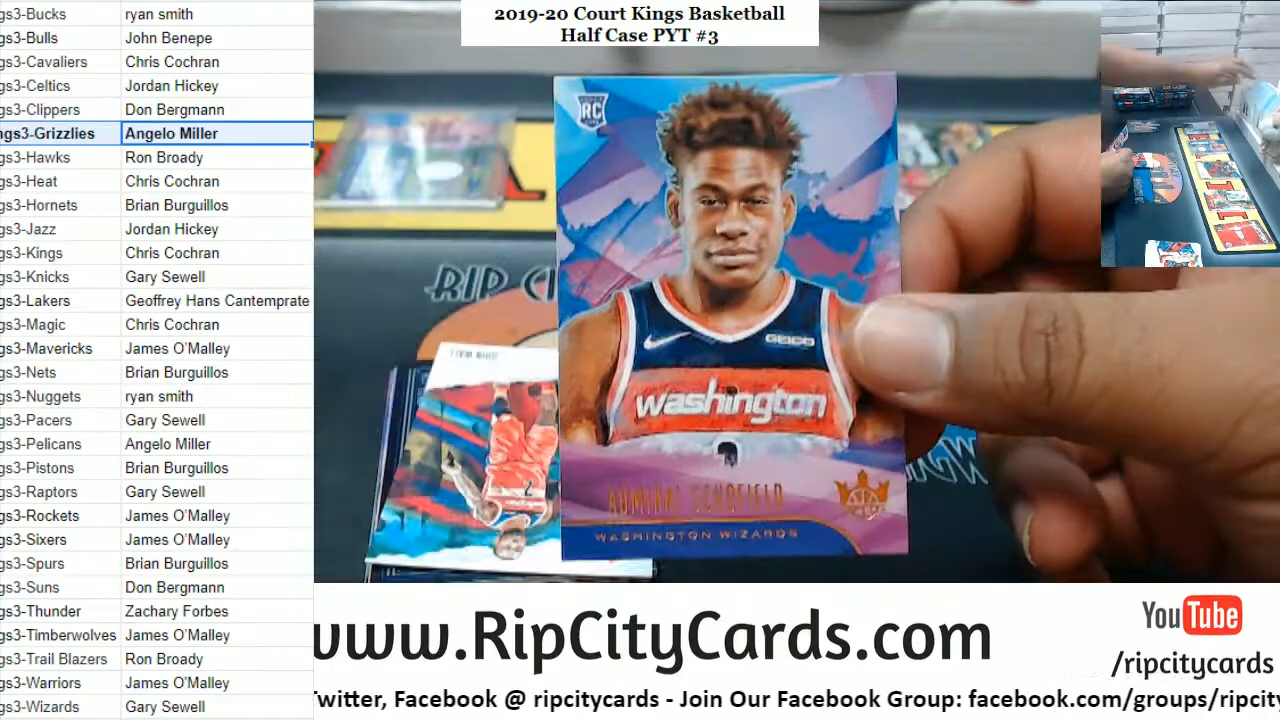 gs3-Bucks ryan smith
gs3-Bulls John Benepe
gs3-Cavaliers Chris Cochran
gs3-Celtics Jordan Hickey
gs3-Clippers Don Bergmann
ngs3-Grizzlies Angelo Miller
gs3-Hawks Ron Broady
gs3-Heat Chris Cochran
gs3-Hornets Brian Burguillos
gs3-Jazz Jordan Hickey
gs3-Kings Chris Cochran
gs3-Knicks Gary Sewell
gs3-Lakers Geoffrey Hans Cantemprate
gs3-Magic Chris Cochran
gs3-Mavericks James O'Malley
gs3-Nets Brian Burguillos
gs3-Nuggets ryan smith
gs3-Pacers Gary Sewell
gs3-Pelicans Angelo Miller
gs3-Pistons Brian Burguillos
gs3-Raptors Gary Sewell
gs3-Rockets James O'Malley
gs3-Sixers James O'Malley
gs3-Spurs Brian Burguillos
gs3-Suns Don Bergmann
gs3-Thunder Zachary Forbes
gs3-Timberwolves James O'Malley
gs3-Trail Blazers Ron Broady
gs3-Warriors James O'Malley
gs3-Wizards Gary Sewell
2019-20 Court Kings Basketball
Half Case PYT #3
RC
GEICO
washington
ADMIRAL SCHOFIELD
WASHINGTON WIZARDS
RIP CI
www.RipCityCards.com
YouTube
/ripcitycards
Twitter, Facebook @ ripcitycards - Join Our Facebook Group: facebook.com/groups/ripcity